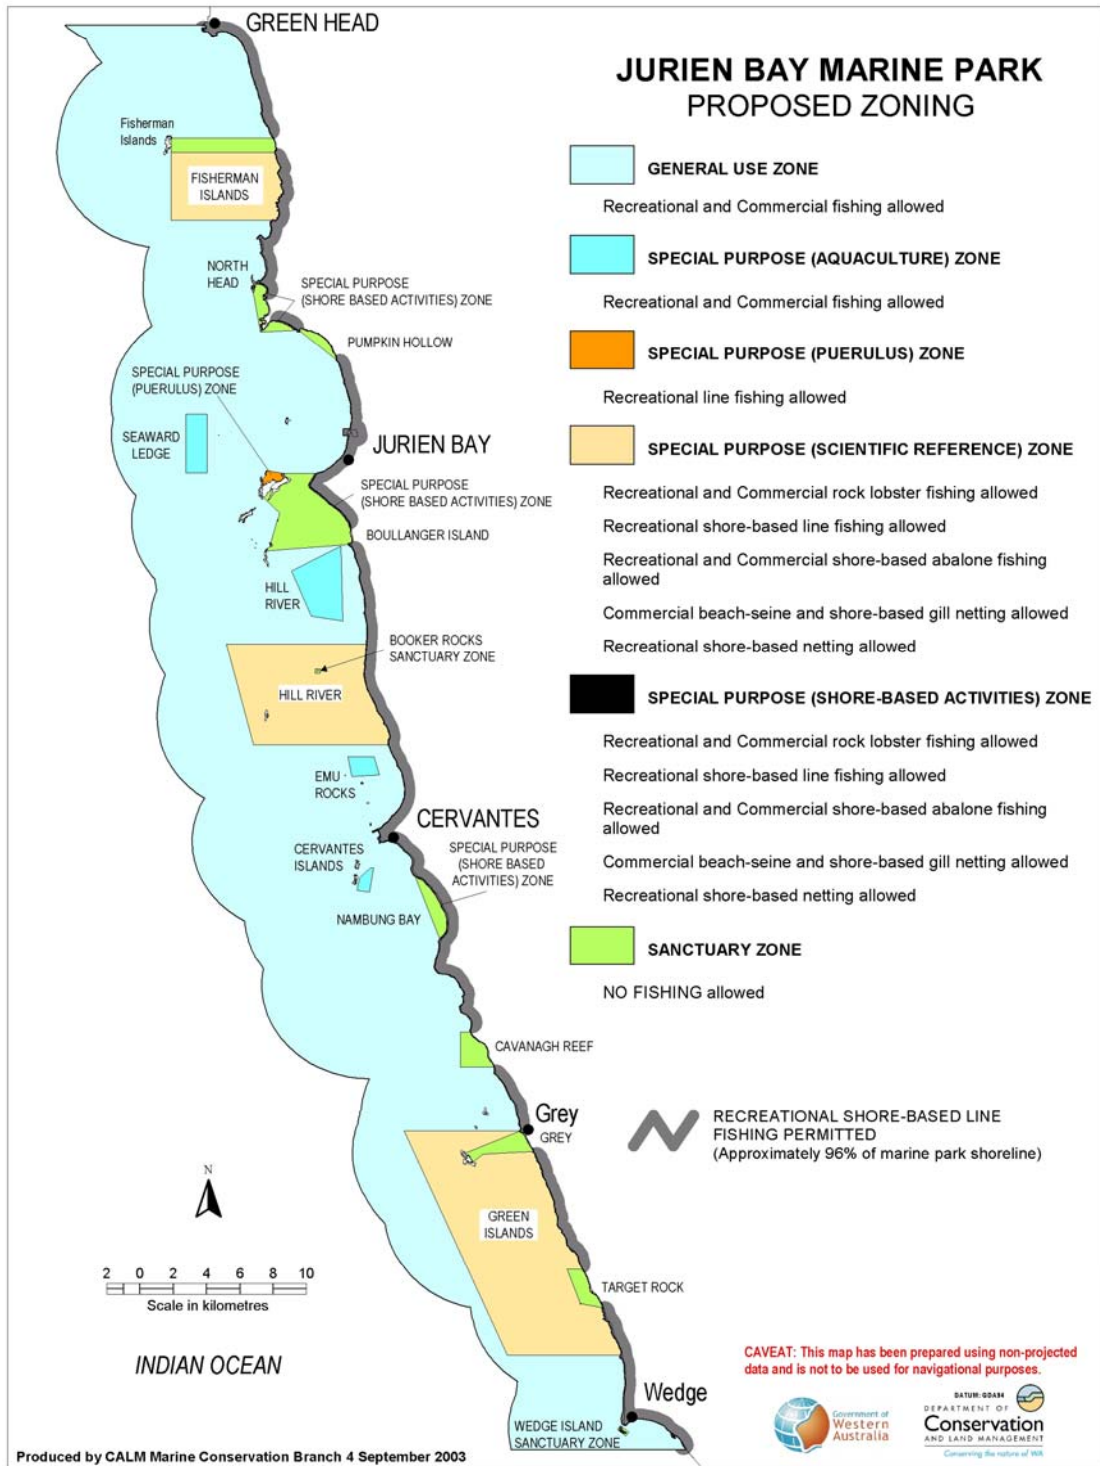 GREEN HEAD
JURIEN BAY MARINE PARK
PROPOSED ZONING
Fisherman
Islands
FISHERMAN
ISLANDS
NORTH
HEAD
SPECIAL PURPOSE
(SHORE BASED ACTIVITIES) ZONE
PUMPKIN HOLLOW
SPECIAL PURPOSE
(PUERULUS) ZONE
SEAWARD
LEDGE
JURIEN BAY
SPECIAL PURPOSE
(SHORE BASED ACTIVITIES) ZONE
BOULLANGER ISLAND
HILL
RIVER
BOOKER ROCKS
SANCTUARY ZONE
HILL RIVER
EMU
ROCKS
CERVANTES
CERVANTES
ISLANDS
SPECIAL PURPOSE
(SHORE BASED
ACTIVITIES) ZONE
NAMBUNG BAY
CAVANAGH REEF
Grey
GREY
GREEN
ISLANDS
TARGET ROCK
Wedge
WEDGE ISLAND
SANCTUARY ZONE
GENERAL USE ZONE
Recreational and Commercial fishing allowed
SPECIAL PURPOSE (AQUACULTURE) ZONE
Recreational and Commercial fishing allowed
SPECIAL PURPOSE (PUERULUS) ZONE
Recreational line fishing allowed
SPECIAL PURPOSE (SCIENTIFIC REFERENCE) ZONE
Recreational and Commercial rock lobster fishing allowed
Recreational shore-based line fishing allowed
Recreational and Commercial shore-based abalone fishing
allowed
Commercial beach-seine and shore-based gill netting allowed
Recreational shore-based netting allowed
SPECIAL PURPOSE (SHORE-BASED ACTIVITIES) ZONE
Recreational and Commercial rock lobster fishing allowed
Recreational shore-based line fishing allowed
Recreational and Commercial shore-based abalone fishing
allowed
Commercial beach-seine and shore-based gill netting allowed
Recreational shore-based netting allowed
SANCTUARY ZONE
NO FISHING allowed
RECREATIONAL SHORE-BASED LINE
FISHING PERMITTED
(Approximately 96% of marine park shoreline)
N
2 0 2 4 6 8 10
Scale in kilometres
INDIAN OCEAN
CAVEAT: This map has been prepared using non-projected
data and is not to be used for navigational purposes.
Government of
Western
Australia
DATUM: GDA94
DEPARTMENT OF
Conservation
AND LAND MANAGEMENT
Conserving the nature of WA
Produced by CALM Marine Conservation Branch 4 September 2003